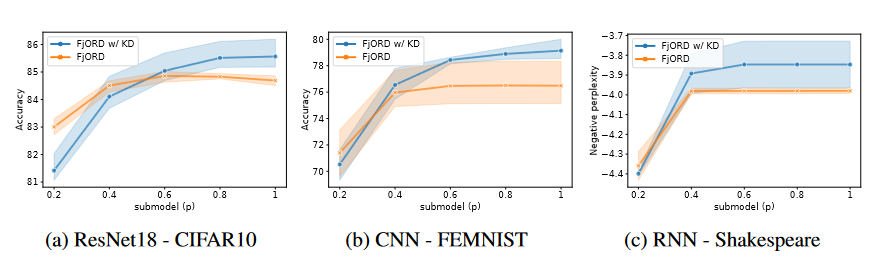 FjORD w/ KD
FjORD
86
85
84
83
82
81
0.2 0.4 0.6 0.8 1
Accuracy
submodel (p)
(a) ResNet18 - CIFAR10
FjORD w/ KD
FjORD
80
78
76
74
72
70
0.2 0.4 0.6 0.8 1
Accuracy
submodel (p)
(b) CNN - FEMNIST
FjORD w/ KD
FjORD
−3.7
−3.8
−3.9
−4.0
−4.1
−4.2
−4.3
−4.4
0.2 0.4 0.6 0.8 1
Negative perplexity
submodel (p)
(c) RNN - Shakespeare